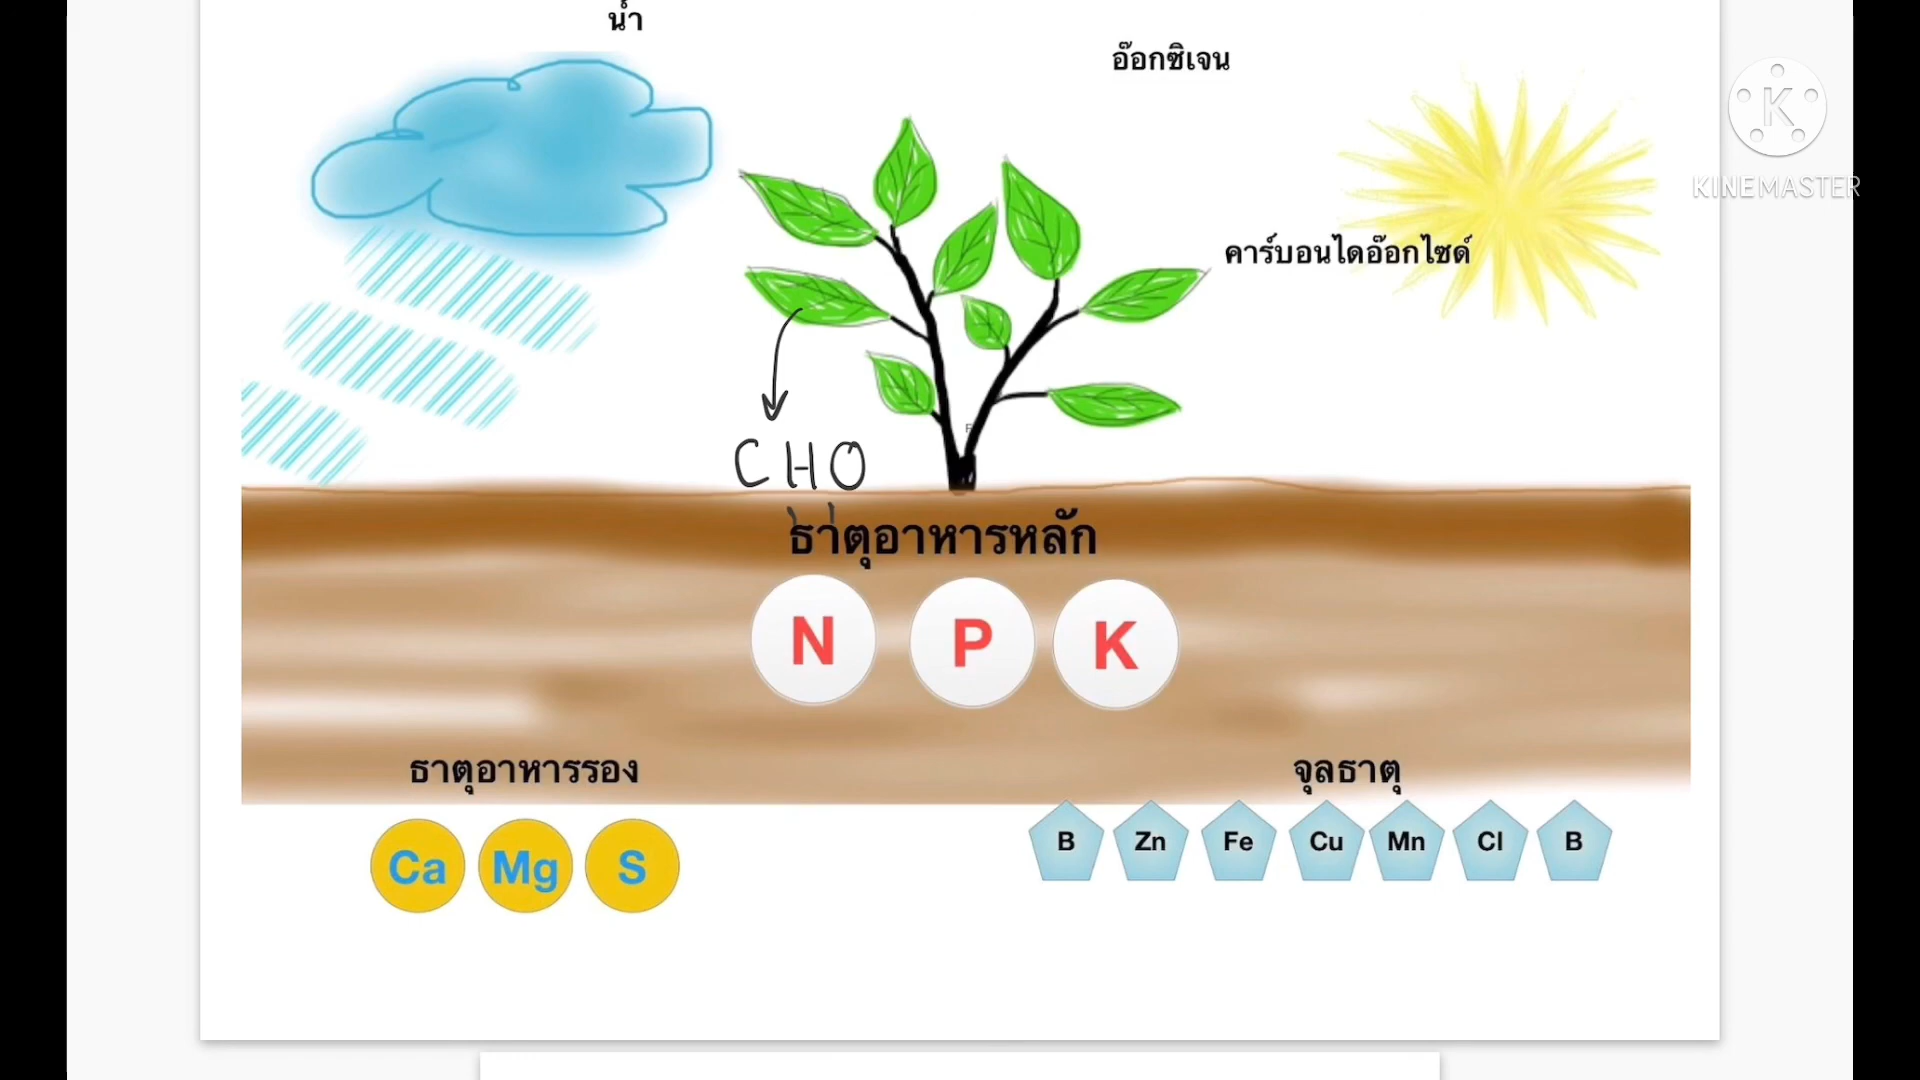 น้ำ
อ๊อกซิเจน
K
KINEMASTER
คาร์บอนไดอ๊อกไซด์
F
CHO
ธาตุอาหารหลัก
N P K
ธาตุอาหารรอง
จุลธาตุ
B Zn Fe Cu Mn Cl B
Ca Mg S